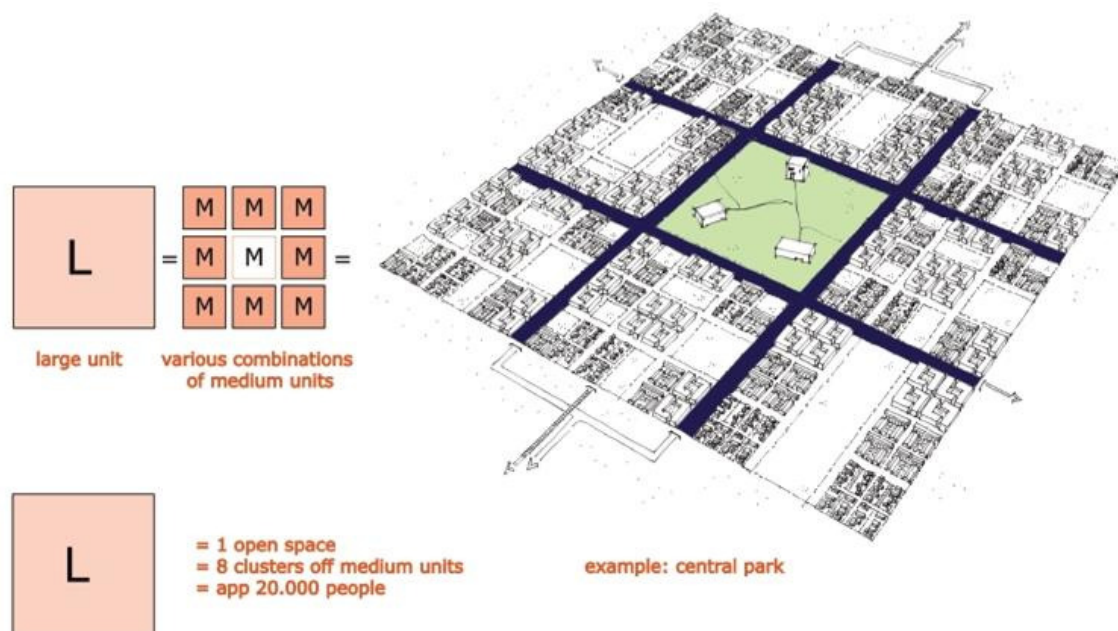 M M M
L = M M M =
M M M
large unit
various combinations
of medium units
L
= 1 open space
= 8 clusters off medium units
= app 20.000 people
example: central park